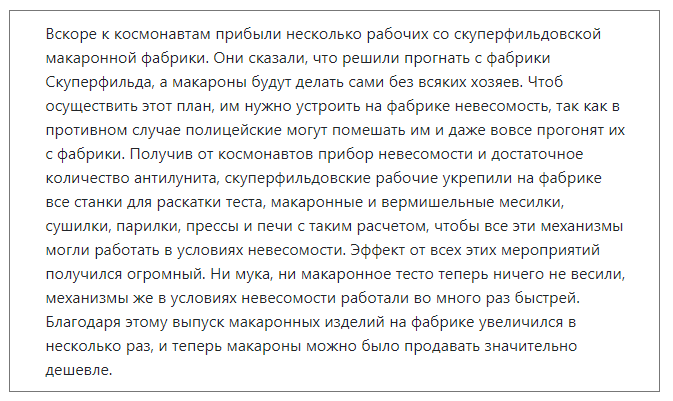 Вскоре к космонавтам прибыли несколько рабочих со скуперфильдовской
макаронной фабрики. Они сказали, что решили прогнать с фабрики
Скуперфильда, а макароны будут делать сами без всяких хозяев. Чтоб
осуществить этот план, им нужно устроить на фабрике невесомость, так как в
противном случае полицейские могут помешать им и даже вовсе прогонят их
с фабрики. Получив от космонавтов прибор невесомости и достаточное
количество антилунита, скуперфильдовские рабочие укрепили на фабрике
все станки для раскатки теста, макаронные и вермишельные месилки,
сушилки, парилки, прессы и печи с таким расчетом, чтобы все эти механизмы
могли работать в условиях невесомости. Эффект от всех этих мероприятий
получился огромный. Ни мука, ни макаронное тесто теперь ничего не весили,
механизмы же в условиях невесомости работали во много раз быстрей.
Благодаря этому выпуск макаронных изделий на фабрике увеличился в
несколько раз, и теперь макароны можно было продавать значительно
дешевле.